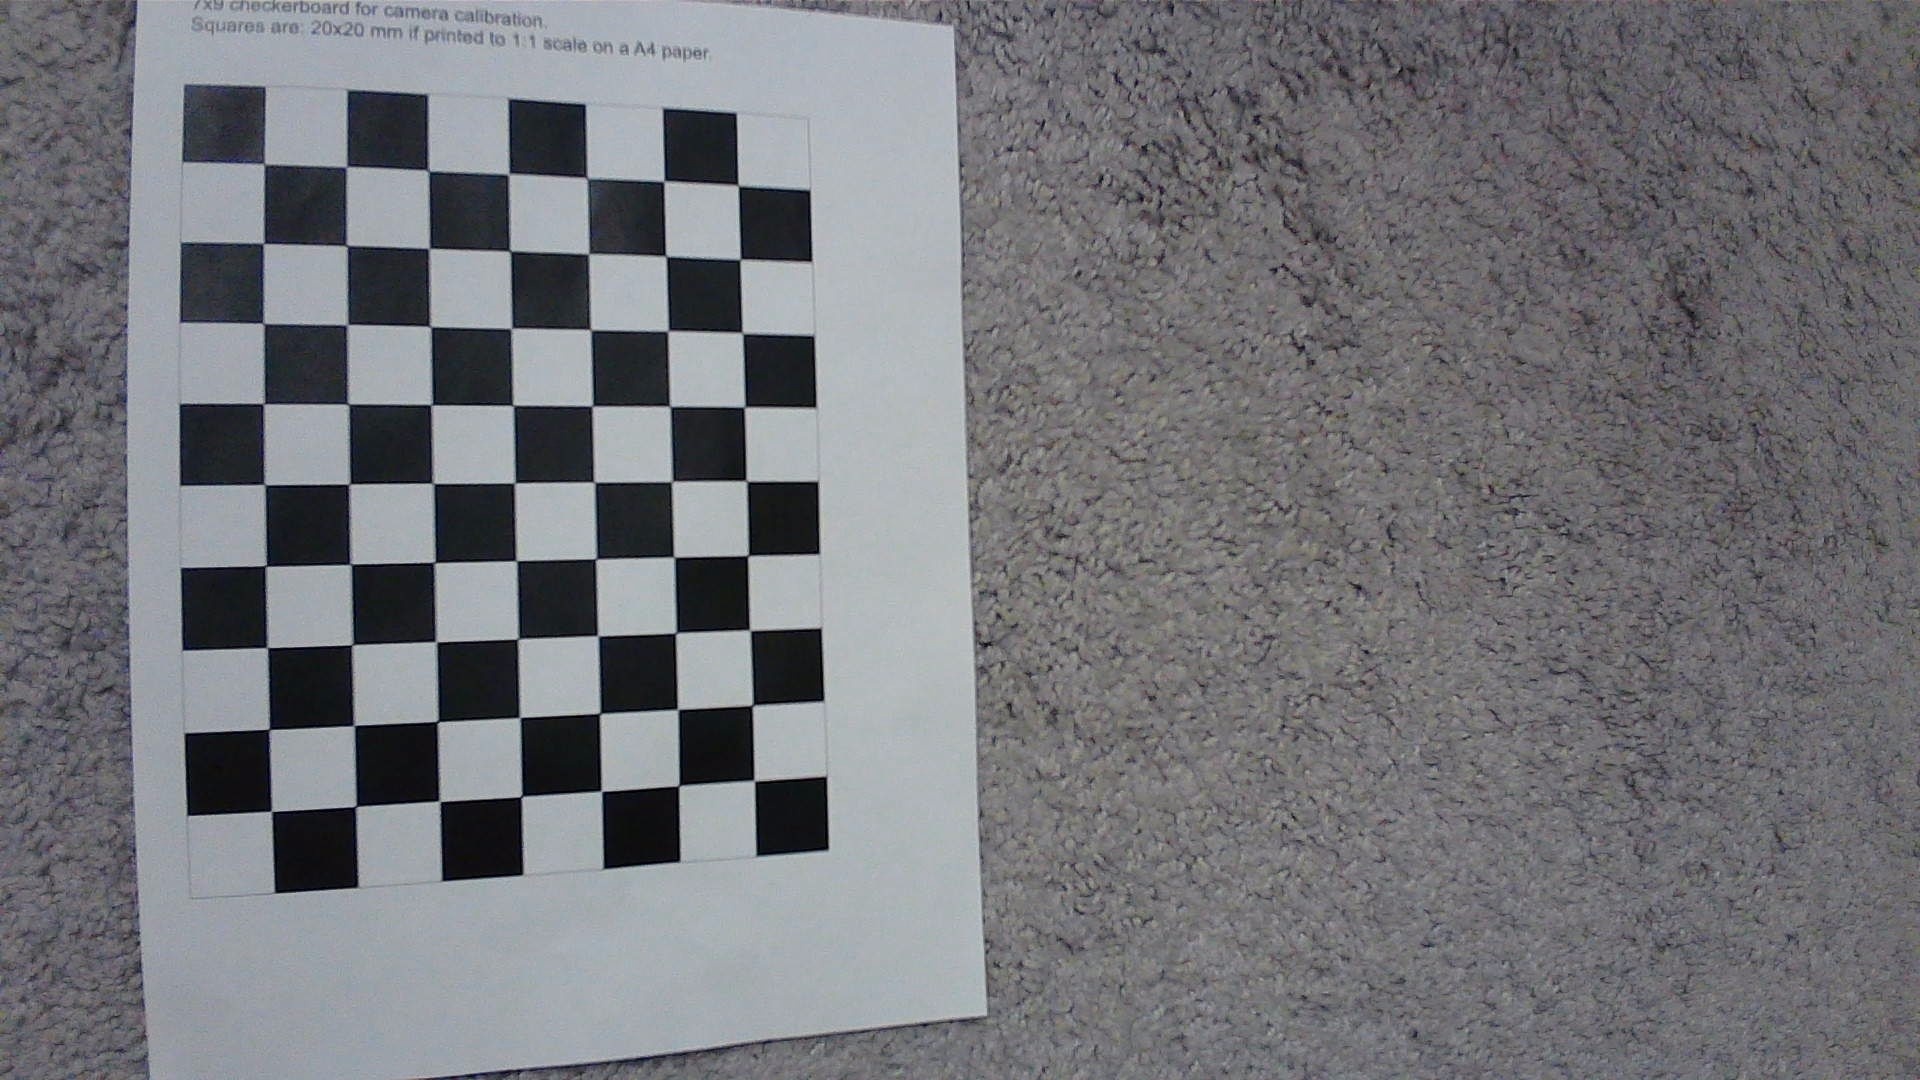 7x9 checkerboard for camera calibration.
Squares are: 20x20 mm if printed to 1:1 scale on a A4 paper.